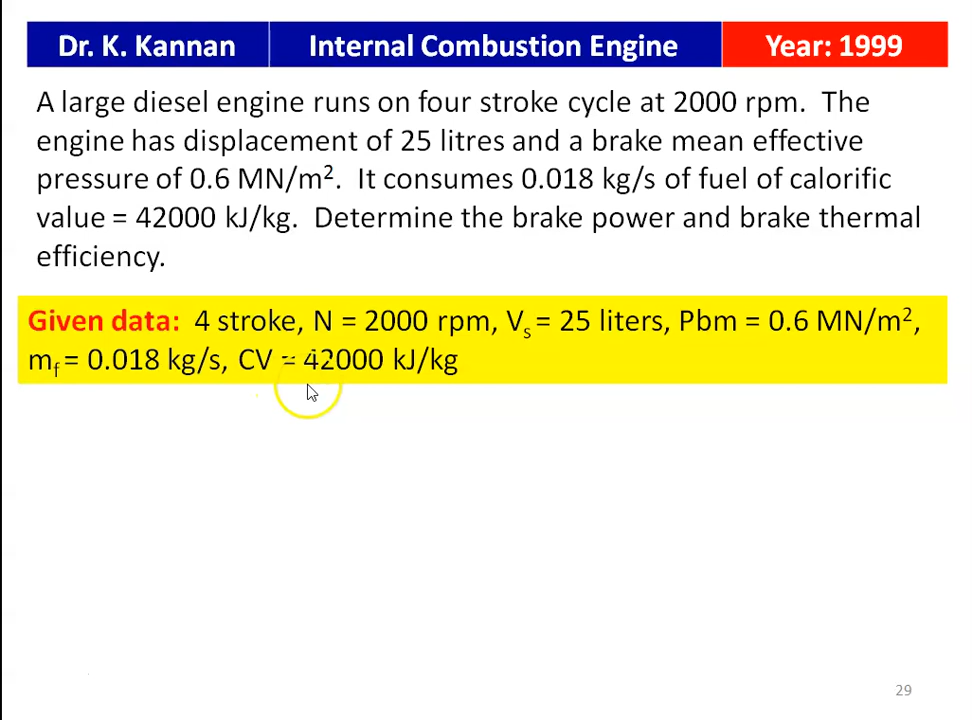 Dr. K. Kannan Internal Combustion Engine Year: 1999
A large diesel engine runs on four stroke cycle at 2000 rpm. The
engine has displacement of 25 litres and a brake mean effective
pressure of 0.6 MN/m². It consumes 0.018 kg/s of fuel of calorific
value = 42000 kJ/kg. Determine the brake power and brake thermal
efficiency.
Given data: 4 stroke, N = 2000 rpm, Vₛ = 25 liters, Pbm = 0.6 MN/m²,
m_f = 0.018 kg/s, CV = 42000 kJ/kg
29